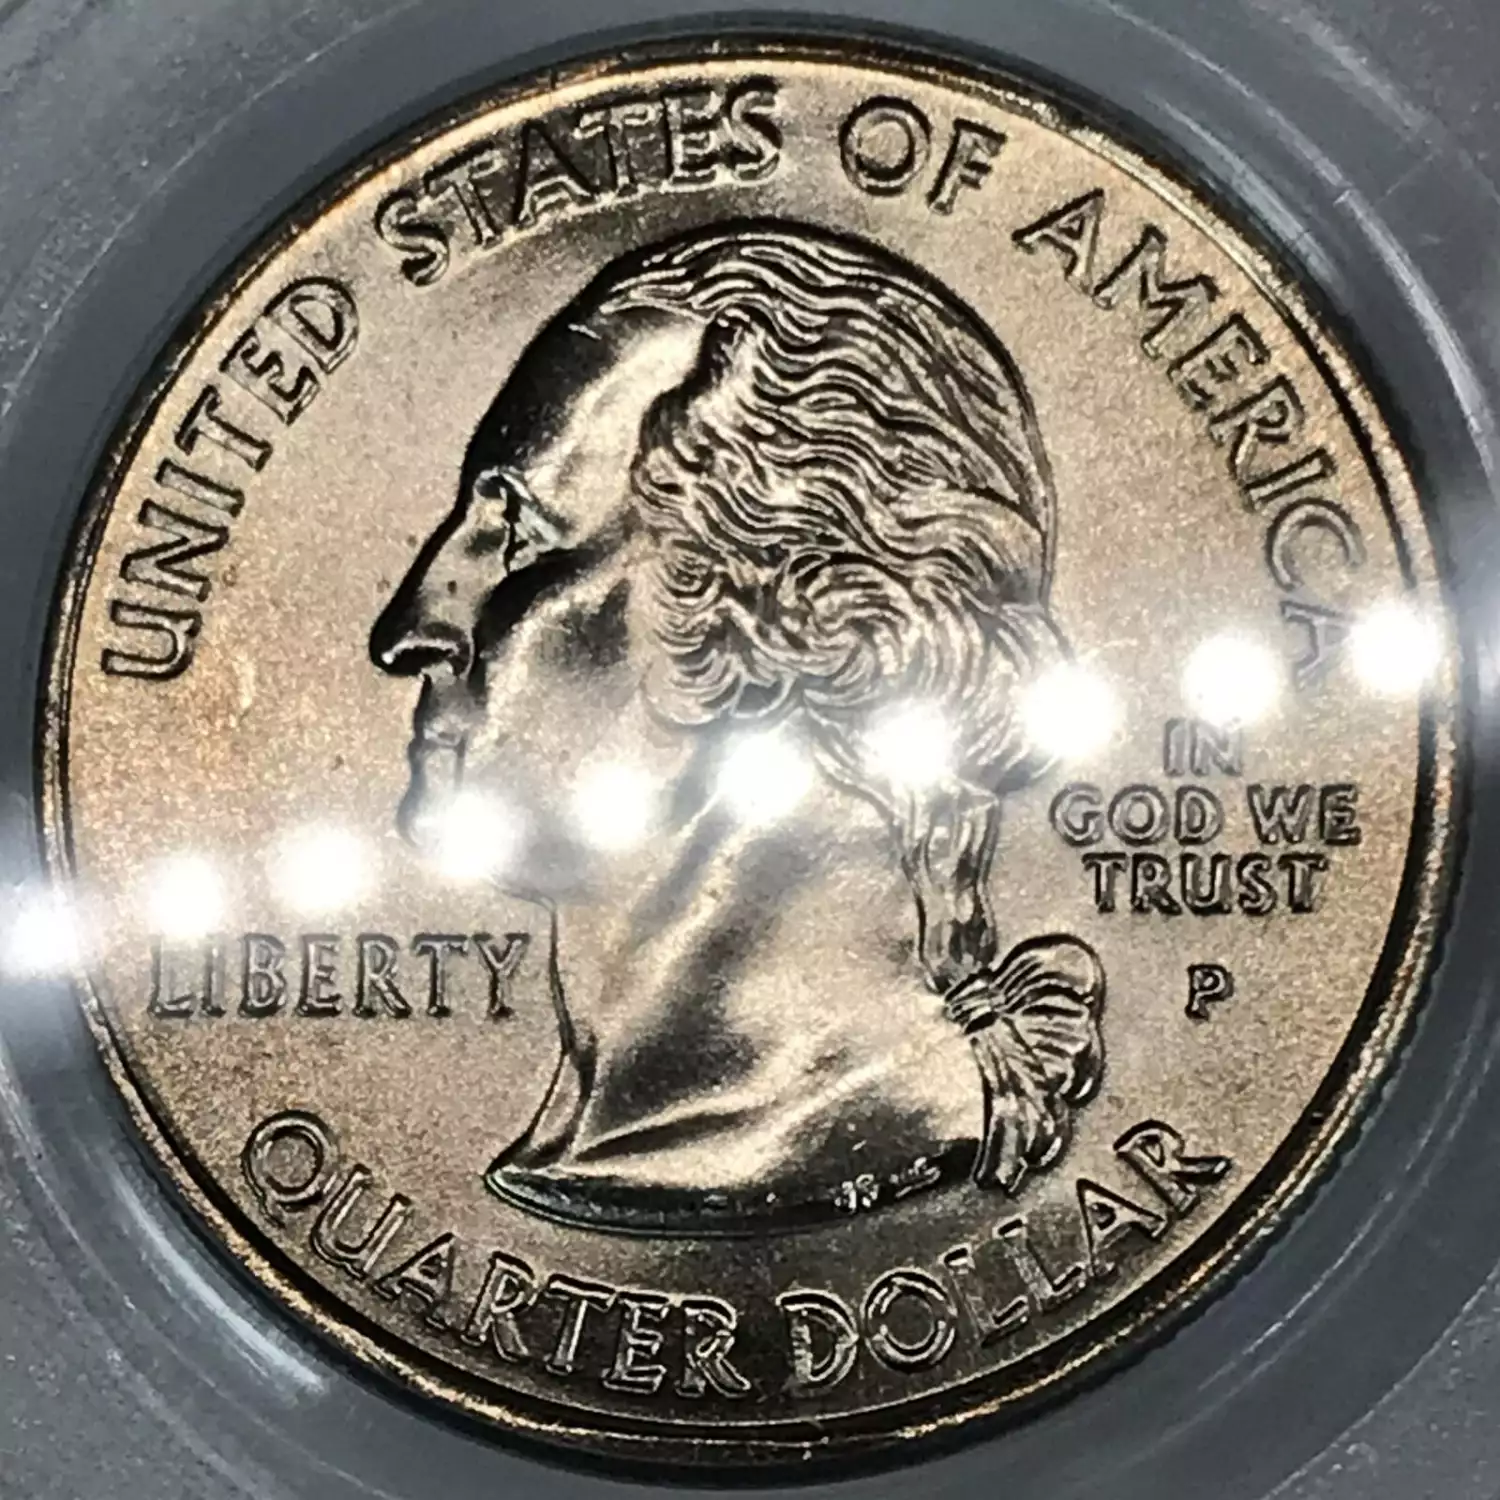 UNITED STATES OF AMERICA
LIBERTY
IN
GOD WE
TRUST
P
QUARTER DOLLAR